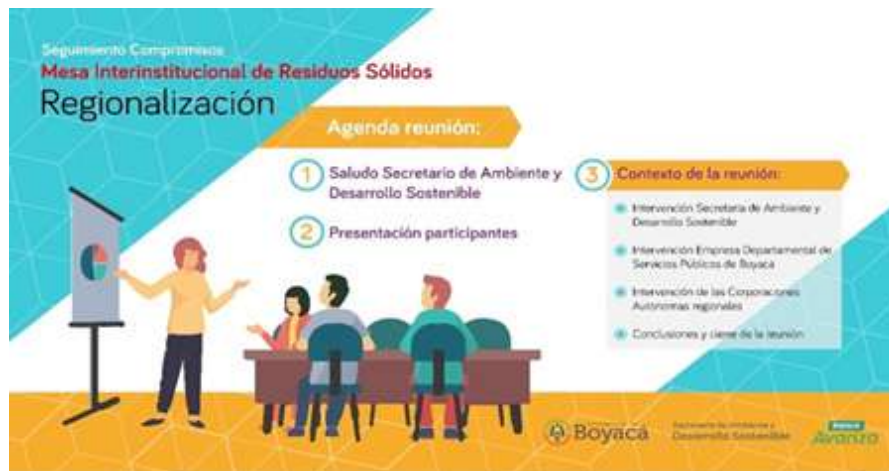 Seguimiento Compromisos
Mesa Interinstitucional de Residuos Sólidos
Regionalización
Agenda reunión:
1 Saludo Secretario de Ambiente y
Desarrollo Sostenible
2 Presentación participantes
3 Contexto de la reunión:
Intervención Secretaria de Ambiente y
Desarrollo Sostenible
Intervención Empresa Departamental de
Servicios Públicos de Boyacá
Intervención de las Corporaciones
Autónomas regionales
Conclusiones y cierre de la reunión
Boyacá
Secretaría de Ambiente y
Desarrollo Sostenible
Avanza